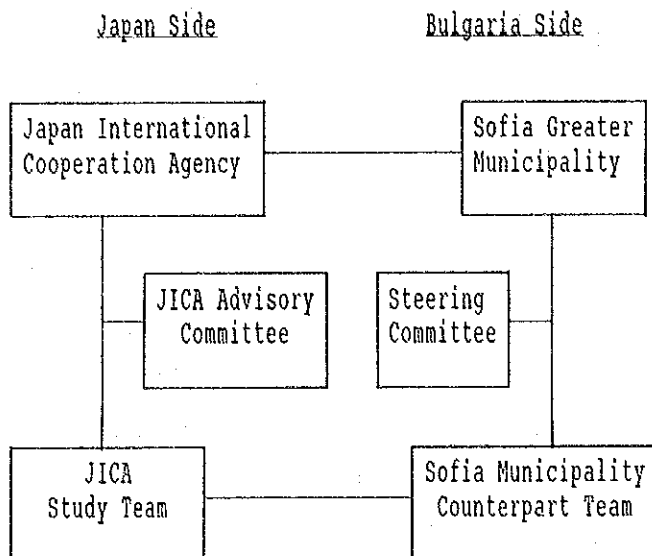 Japan Side
Bulgaria Side
Japan International
Cooperation Agency
Sofia Greater
Municipality
JICA Advisory
Committee
Steering
Committee
JICA
Study Team
Sofia Municipality
Counterpart Team